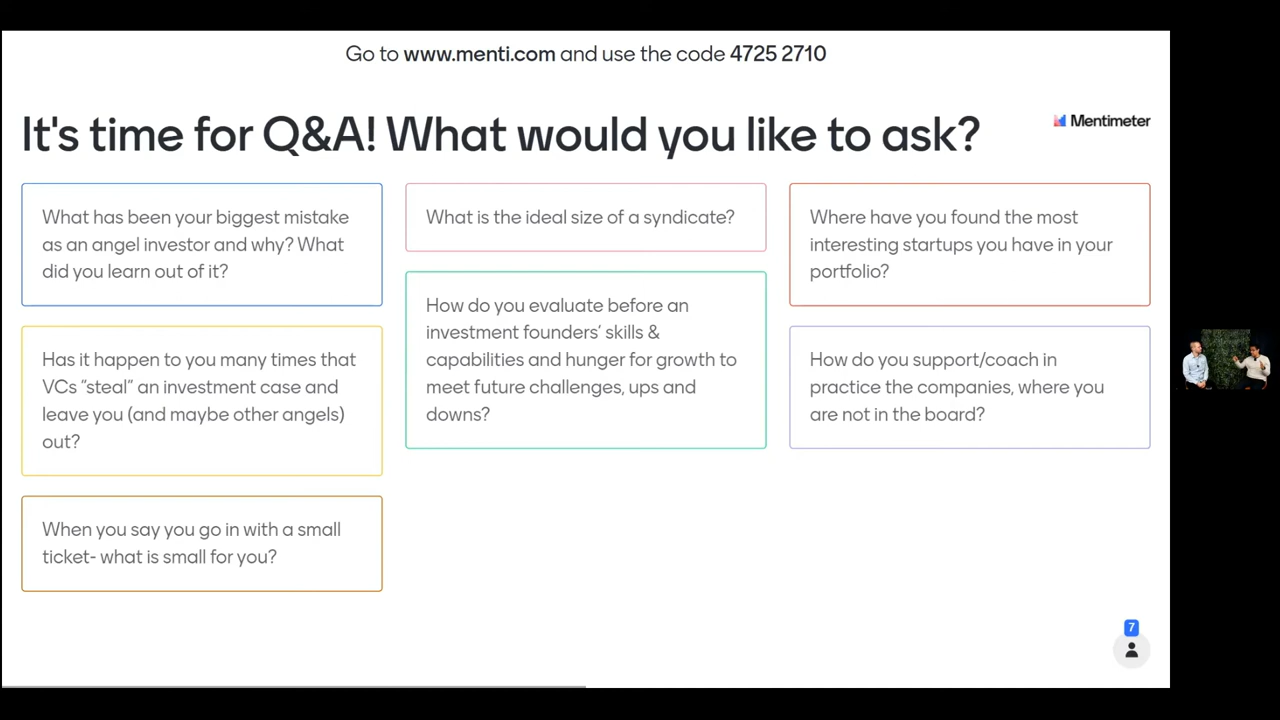 Go to www.menti.com and use the code 4725 2710
It's time for Q&A! What would you like to ask?
Mentimeter
What has been your biggest mistake
as an angel investor and why? What
did you learn out of it?
What is the ideal size of a syndicate?
Where have you found the most
interesting startups you have in your
portfolio?
How do you evaluate before an
investment founders’ skills &
capabilities and hunger for growth to
meet future challenges, ups and
downs?
Has it happen to you many times that
VCs “steal” an investment case and
leave you (and maybe other angels)
out?
How do you support/coach in
practice the companies, where you
are not in the board?
When you say you go in with a small
ticket- what is small for you?
7